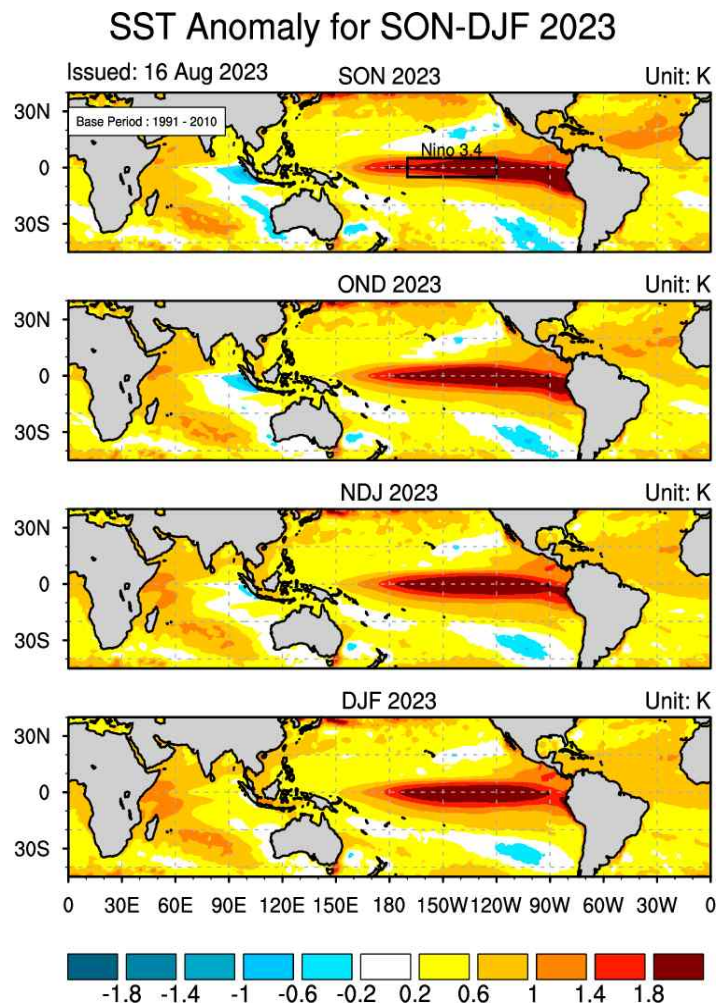 SST Anomaly for SON-DJF 2023
Issued: 16 Aug 2023 SON 2023 Unit: K
30N
Base Period : 1991 - 2010
Nino 3.4
0
30S
OND 2023 Unit: K
30N
0
30S
NDJ 2023 Unit: K
30N
0
30S
DJF 2023 Unit: K
30N
0
30S
0 30E 60E 90E 120E 150E 180 150W 120W 90W 60W 30W 0
-1.8 -1.4 -1 -0.6 -0.2 0.2 0.6 1 1.4 1.8